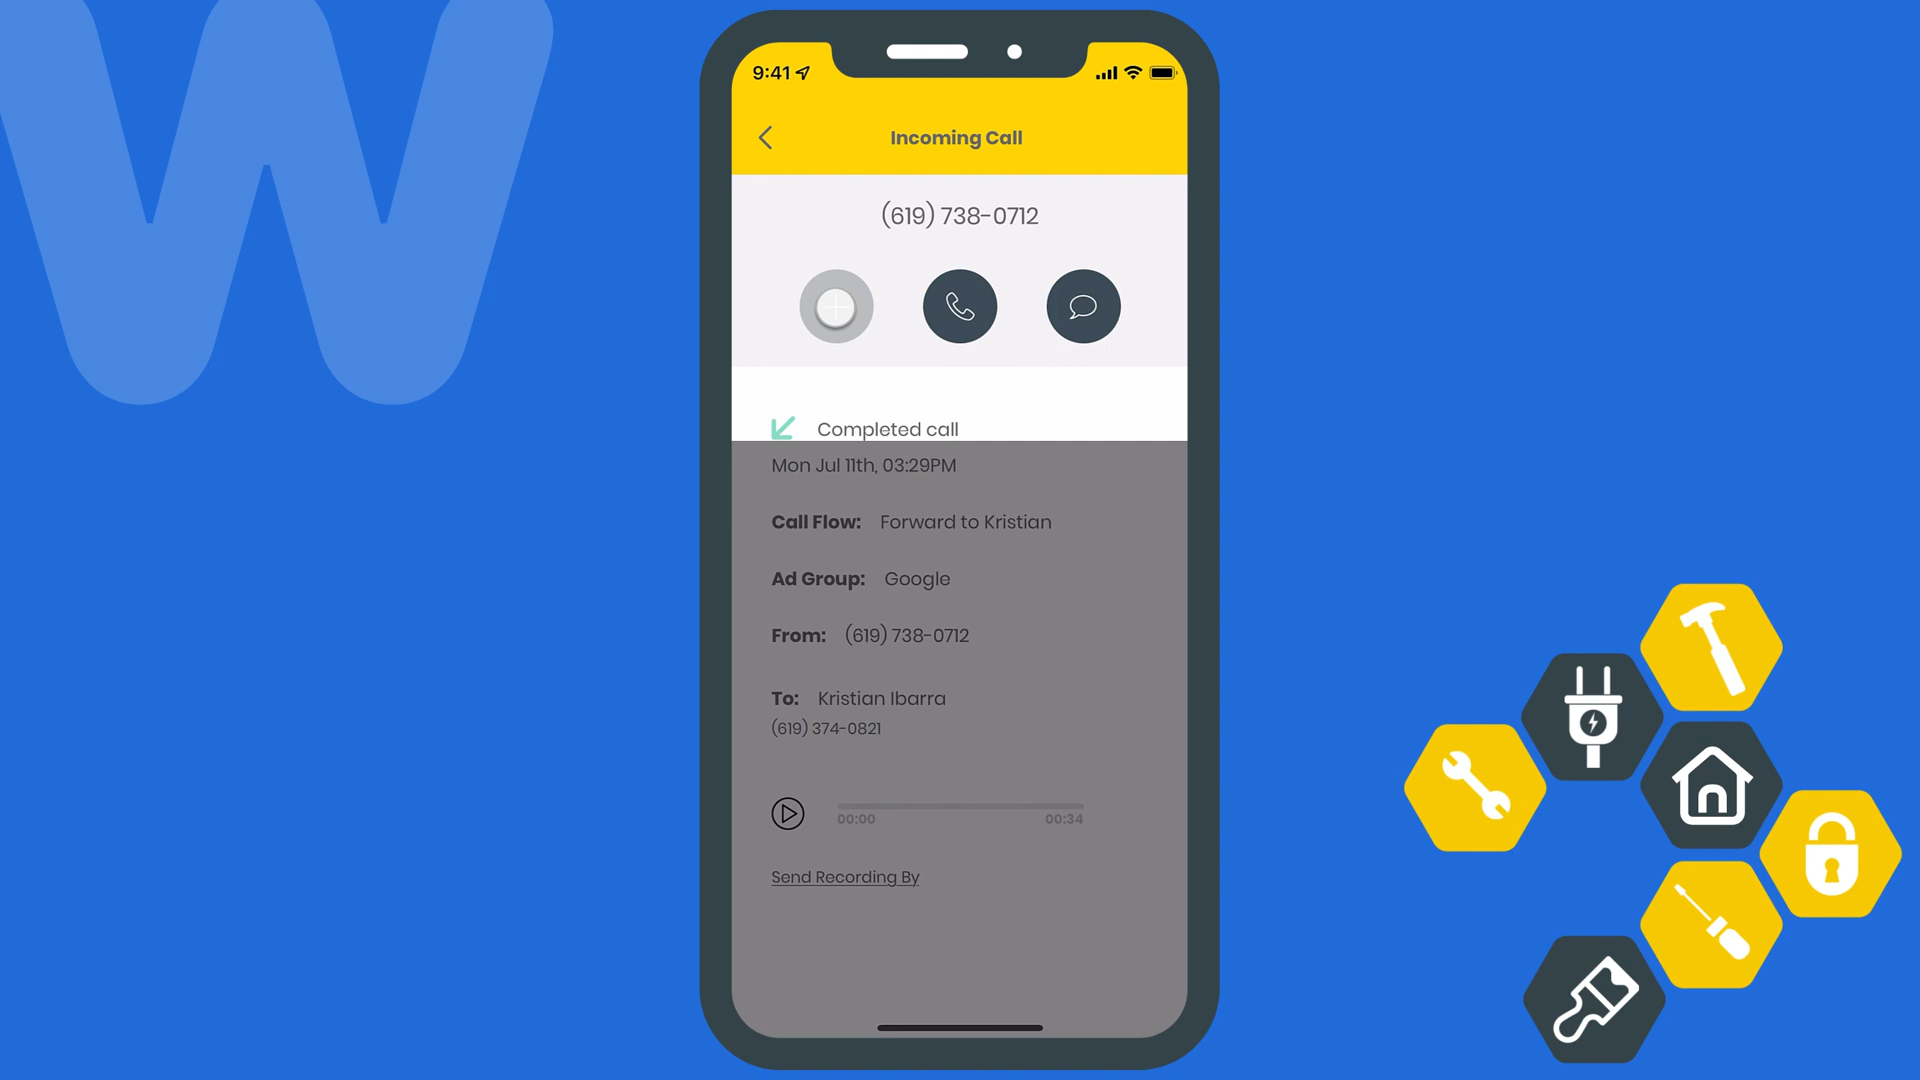 W
9:41
Incoming Call
(619) 738-0712
Completed call
Mon Jul 11th, 03:29PM
Call Flow: Forward to Kristian
Ad Group: Google
From: (619) 738-0712
To: Kristian Ibarra
(619) 374-0821
00:00 00:34
Send Recording By